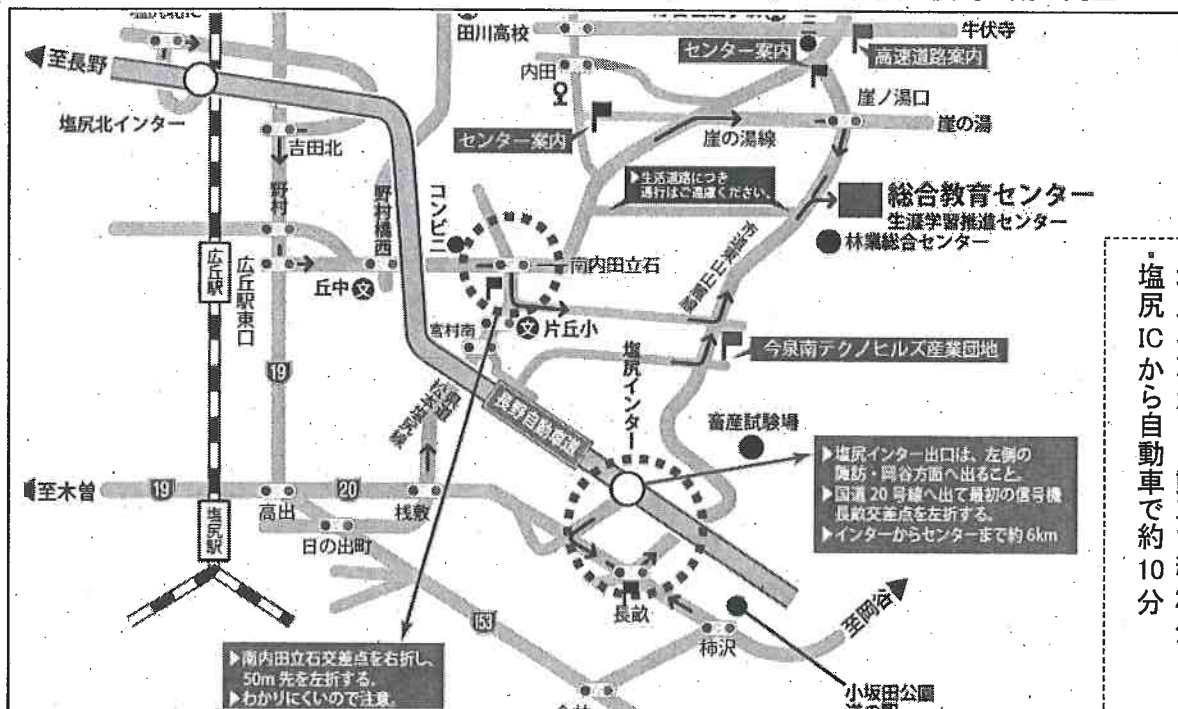 田川高校
牛伏寺
センター案内
高速道路案内
至長野
内田
崖ノ湯口
塩尻北インター
センター案内
崖の湯線
崖の湯
吉田北
▶生活道路につき
通行はご遠慮ください。
野村
野村橋西
コンビニ
総合教育センター
生涯学習推進センター
林業総合センター
広丘駅
広丘駅東口
丘中
文
南内田立石
宮村南
文
片丘小
今泉南テクノヒルズ産業団地
19
塩尻インター
県道
松本塩尻線
長野自動車道
畜産試験場
▶塩尻インター出口は、左側の
諏訪・岡谷方面へ出ること。
▶国道20号線へ出て最初の信号機
長畝交差点を左折する。
▶インターからセンターまで約6km
至木曽
19
20
高出
桟敷
塩尻駅
日の出町
長畝
153
柿沢
至岡谷
▶南内田立石交差点を右折し、
50m先を左折する。
▶わかりにくいので注意。
小坂田公園
・塩尻ICから自動車で約10分